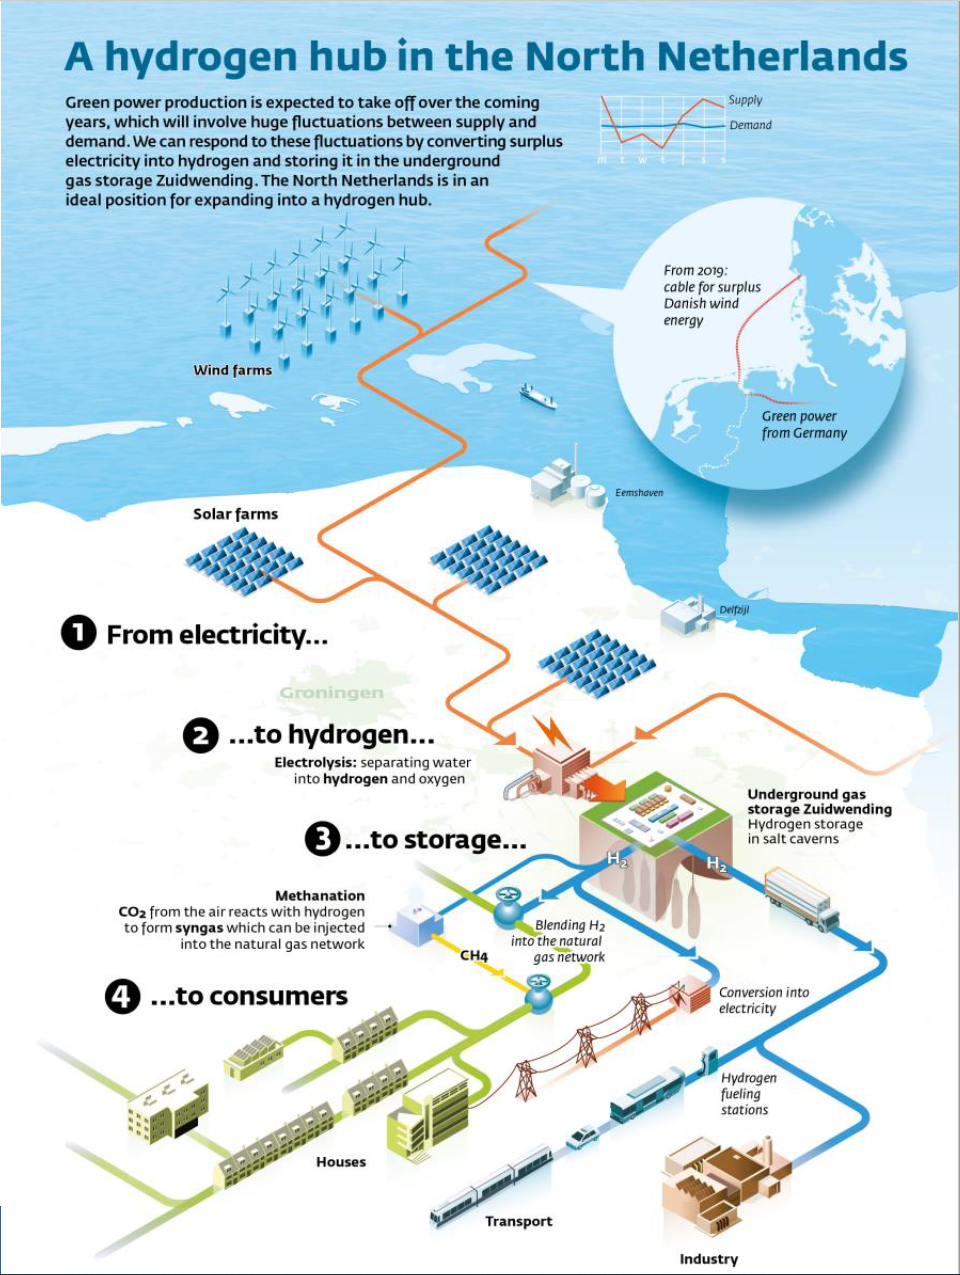 A hydrogen hub in the North Netherlands
Green power production is expected to take off over the coming
years, which will involve huge fluctuations between supply and
demand. We can respond to these fluctuations by converting surplus
electricity into hydrogen and storing it in the underground
gas storage Zuidwending. The North Netherlands is in an
ideal position for expanding into a hydrogen hub.
Supply
Demand
m t w t f s s
From 2019:
cable for surplus
Danish wind
energy
Green power
from Germany
Wind farms
Eemshaven
Solar farms
Delfzijl
1 From electricity...
Groningen
2 ...to hydrogen...
Electrolysis: separating water
into hydrogen and oxygen
Underground gas
storage Zuidwending
Hydrogen storage
in salt caverns
3 ...to storage...
H2
H2
Methanation
CO2 from the air reacts with hydrogen
to form syngas which can be injected
into the natural gas network
Blending H2
into the natural
gas network
CH4
4 ...to consumers
Conversion into
electricity
Hydrogen
fueling
stations
Houses
Transport
Industry